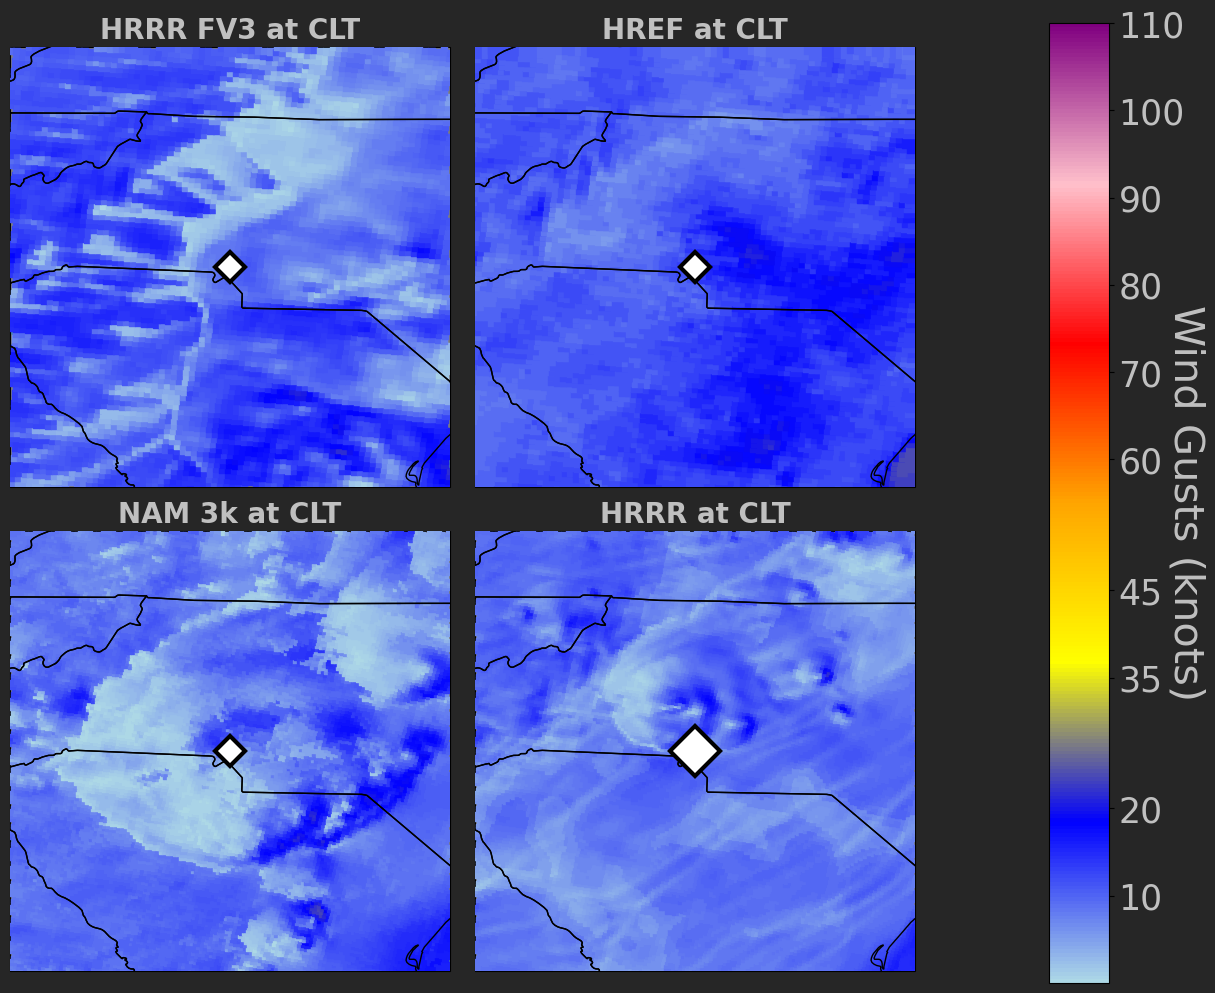 HRRR FV3 at CLT
HREF at CLT
NAM 3k at CLT
HRRR at CLT
110
100
90
80
70
60
45
35
20
10
Wind Gusts (knots)